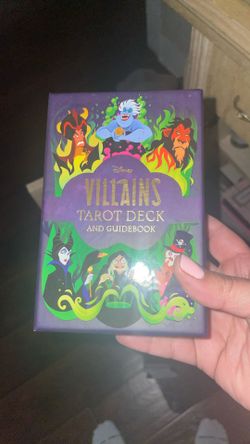 Disney
VILLAINS
TAROT DECK
AND GUIDEBOOK